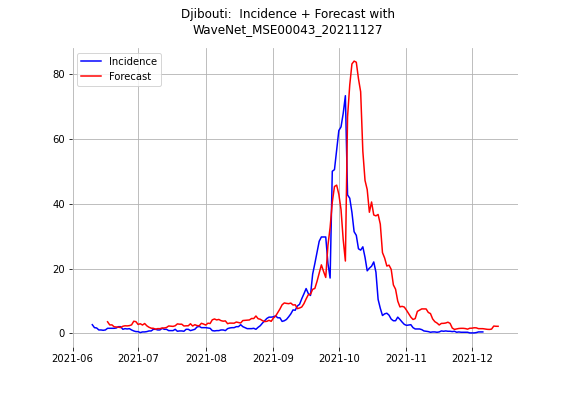 Djibouti:  Incidence + Forecast with
WaveNet_MSE00043_20211127
Incidence
Forecast
80
60
40
20
0
2021-06 2021-07 2021-08 2021-09 2021-10 2021-11 2021-12